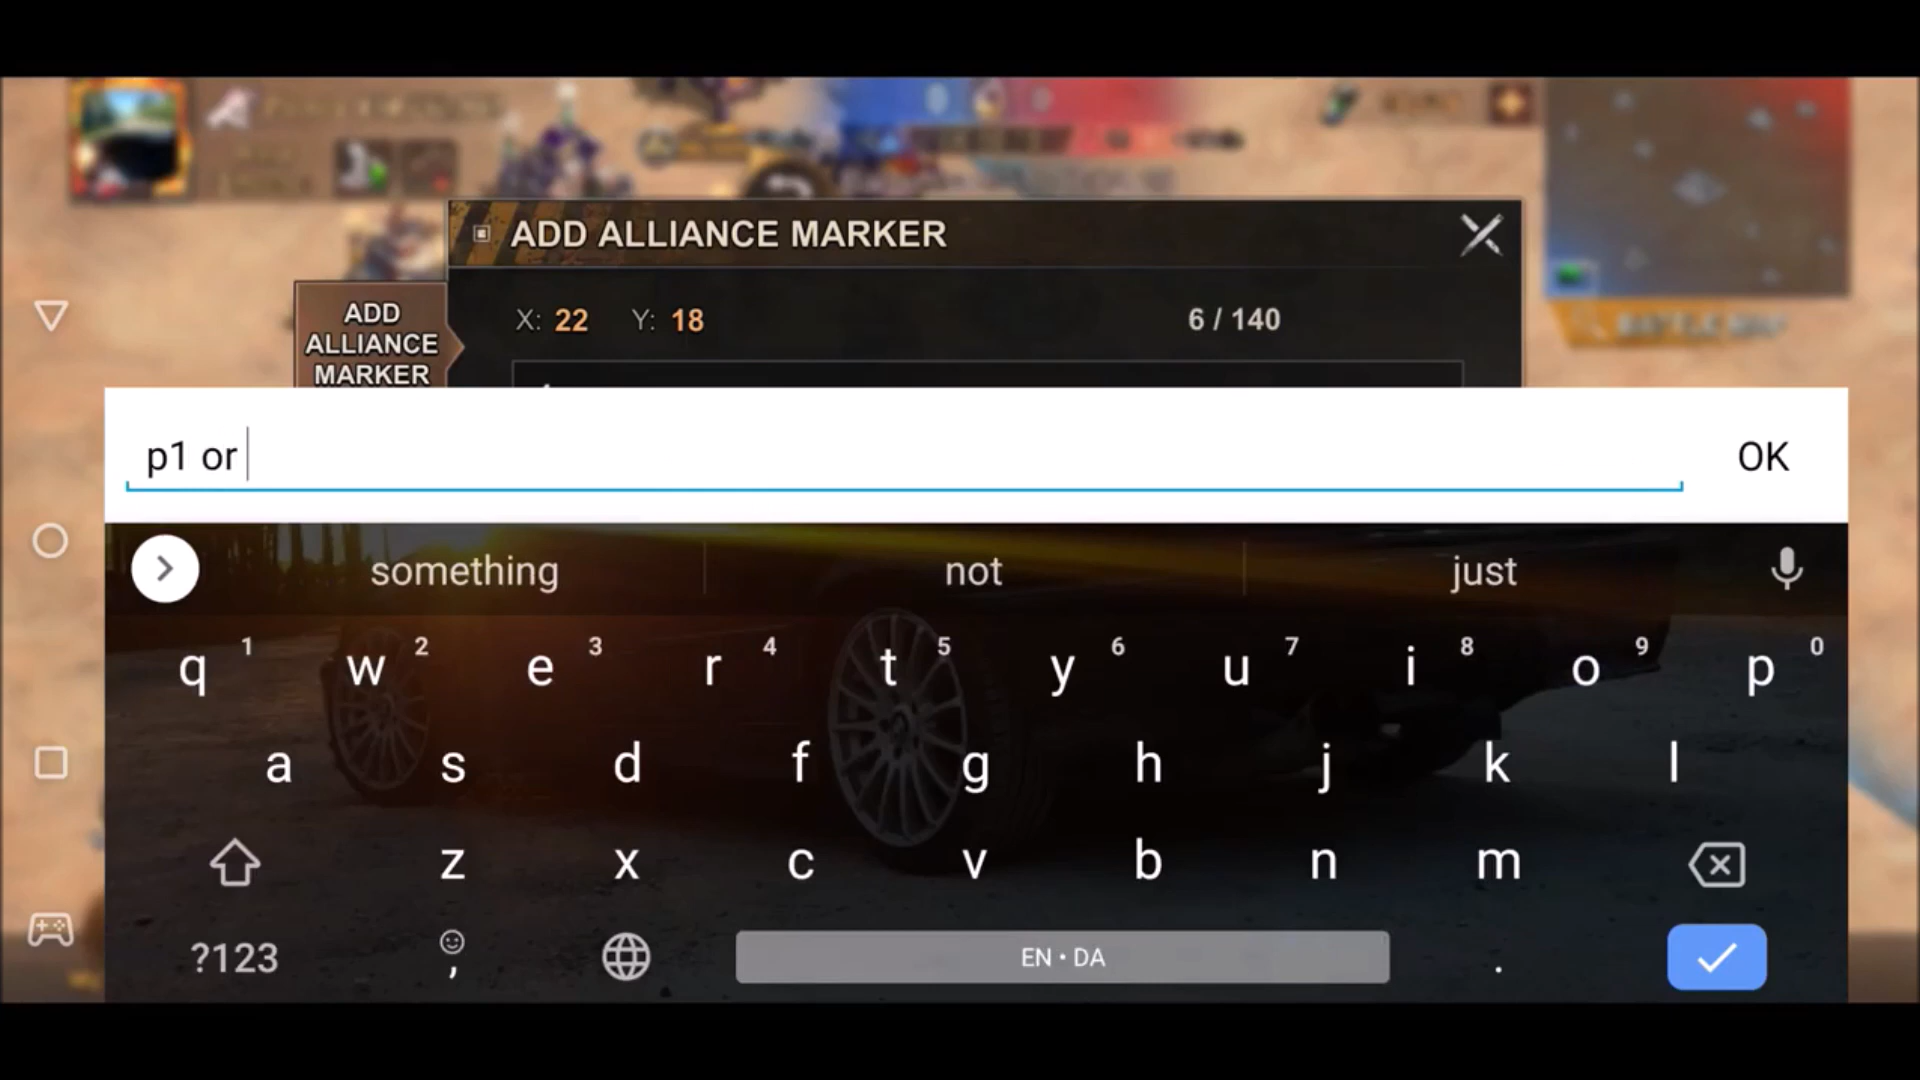 ADD ALLIANCE MARKER
ADD
ALLIANCE
MARKER
X: 22 Y: 18 6 / 140
p1 or OK
something not just
q 1 w 2 e 3 r 4 t 5 y 6 u 7 i 8 o 9 p 0
a s d f g h j k l
z x c v b n m
?123 , EN • DA .